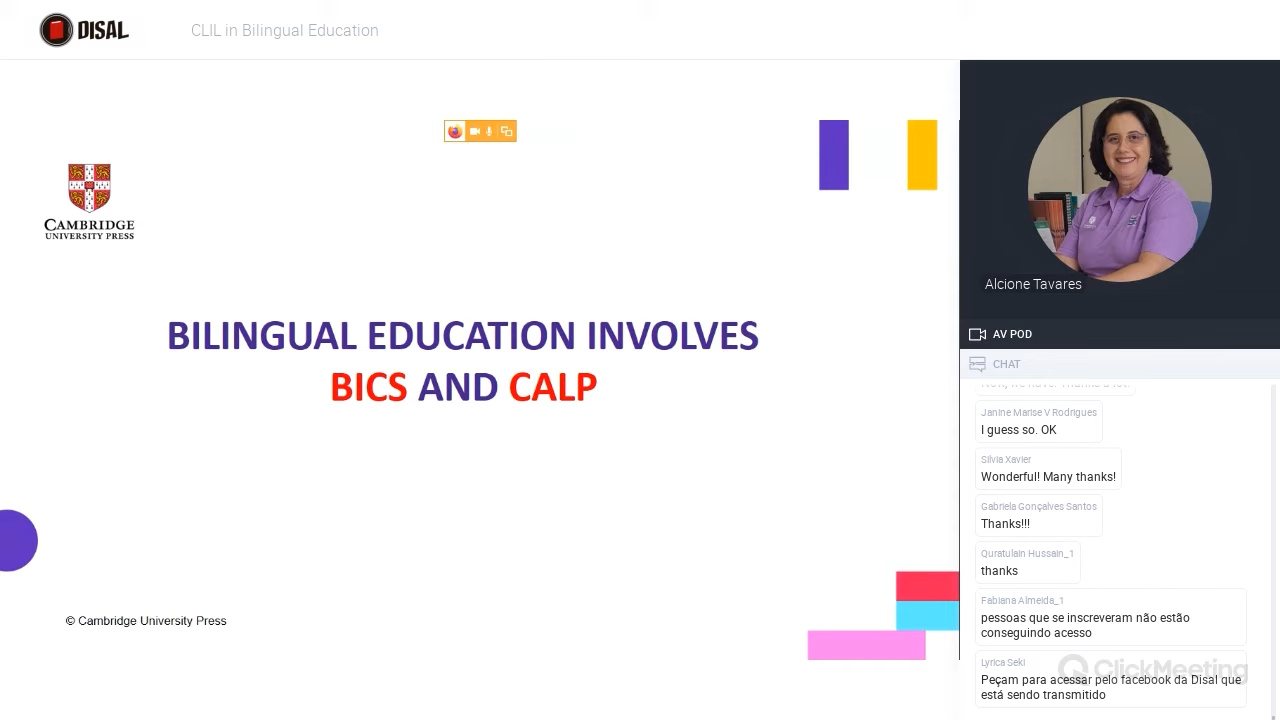 DISAL
CLIL in Bilingual Education
CAMBRIDGE
UNIVERSITY PRESS
BILINGUAL EDUCATION INVOLVES
BICS AND CALP
© Cambridge University Press
Alcione Tavares
AV POD
CHAT
Janine Marise V Rodrigues
I guess so. OK
Silvia Xavier
Wonderful! Many thanks!
Gabriela Gonçalves Santos
Thanks!!!
Quratulain Hussain_1
thanks
Fabiana Almeida_1
pessoas que se inscreveram não estão
conseguindo acesso
Lyrica Seki
Peçam para acessar pelo facebook da Disal que
está sendo transmitido
ClickMeeting